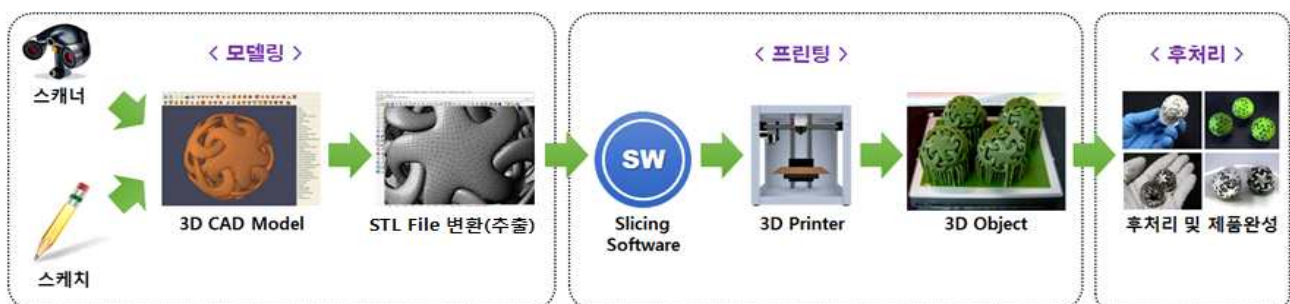 < 모델링 >
스캐너
스케치
3D CAD Model
STL File 변환(추출)
< 프린팅 >
SW
Slicing
Software
3D Printer
3D Object
< 후처리 >
후처리 및 제품완성